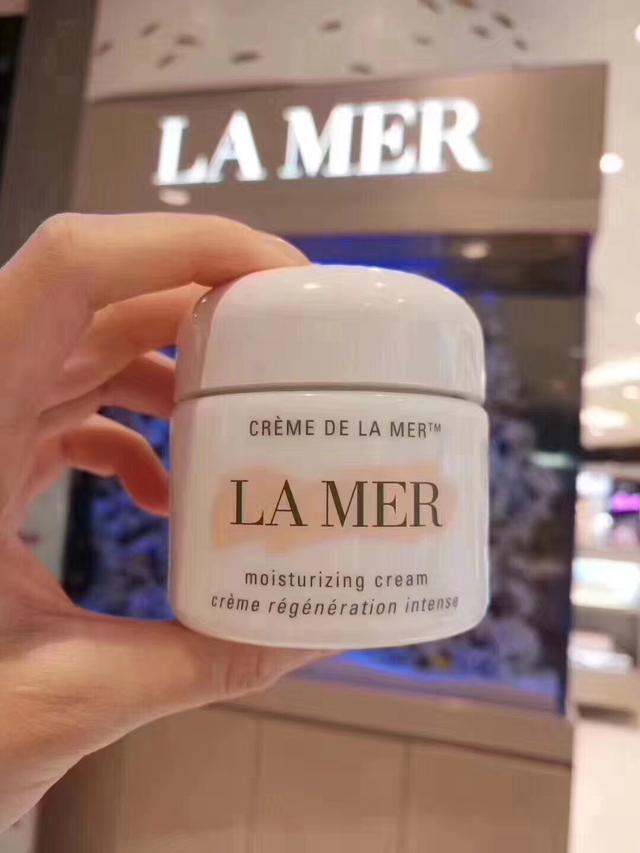 LA MER
CRÈME DE LA MER™
LA MER
moisturizing cream
crème régénération intense